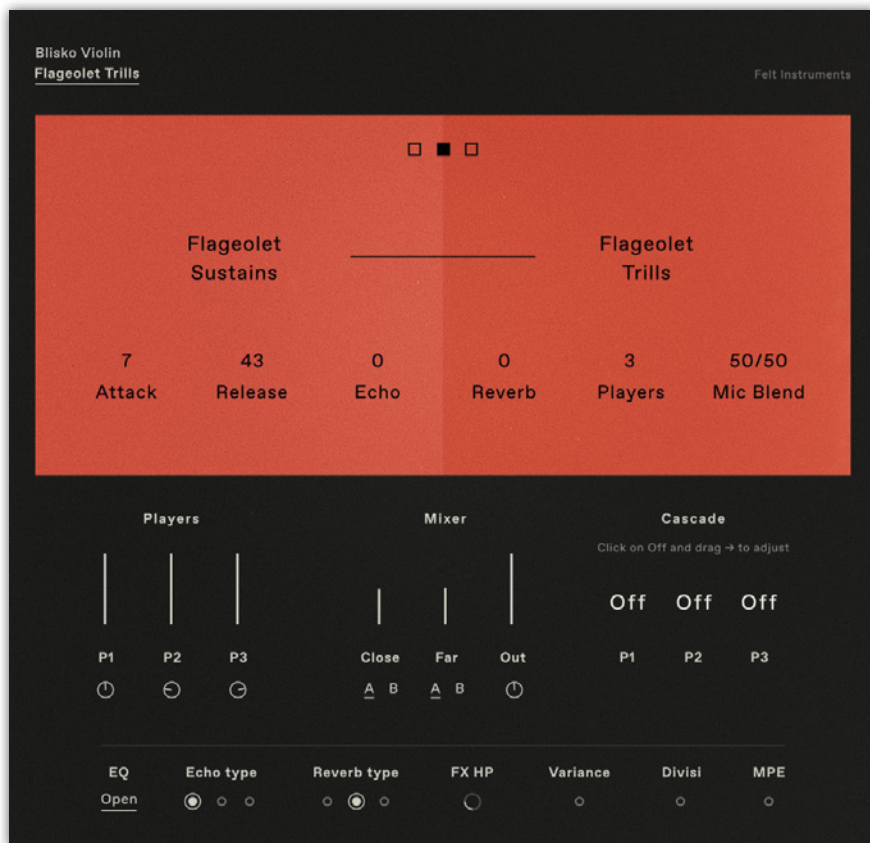 Blisko Violin
Flageolet Trills
Felt Instruments
Flageolet
Sustains
Flageolet
Trills
7 43 0 0 3 50/50
Attack Release Echo Reverb Players Mic Blend
Players Mixer Cascade
Click on Off and drag → to adjust
Off Off Off
P1 P2 P3 Close Far Out P1 P2 P3
A B A B
EQ Echo type Reverb type FX HP Variance Divisi MPE
Open